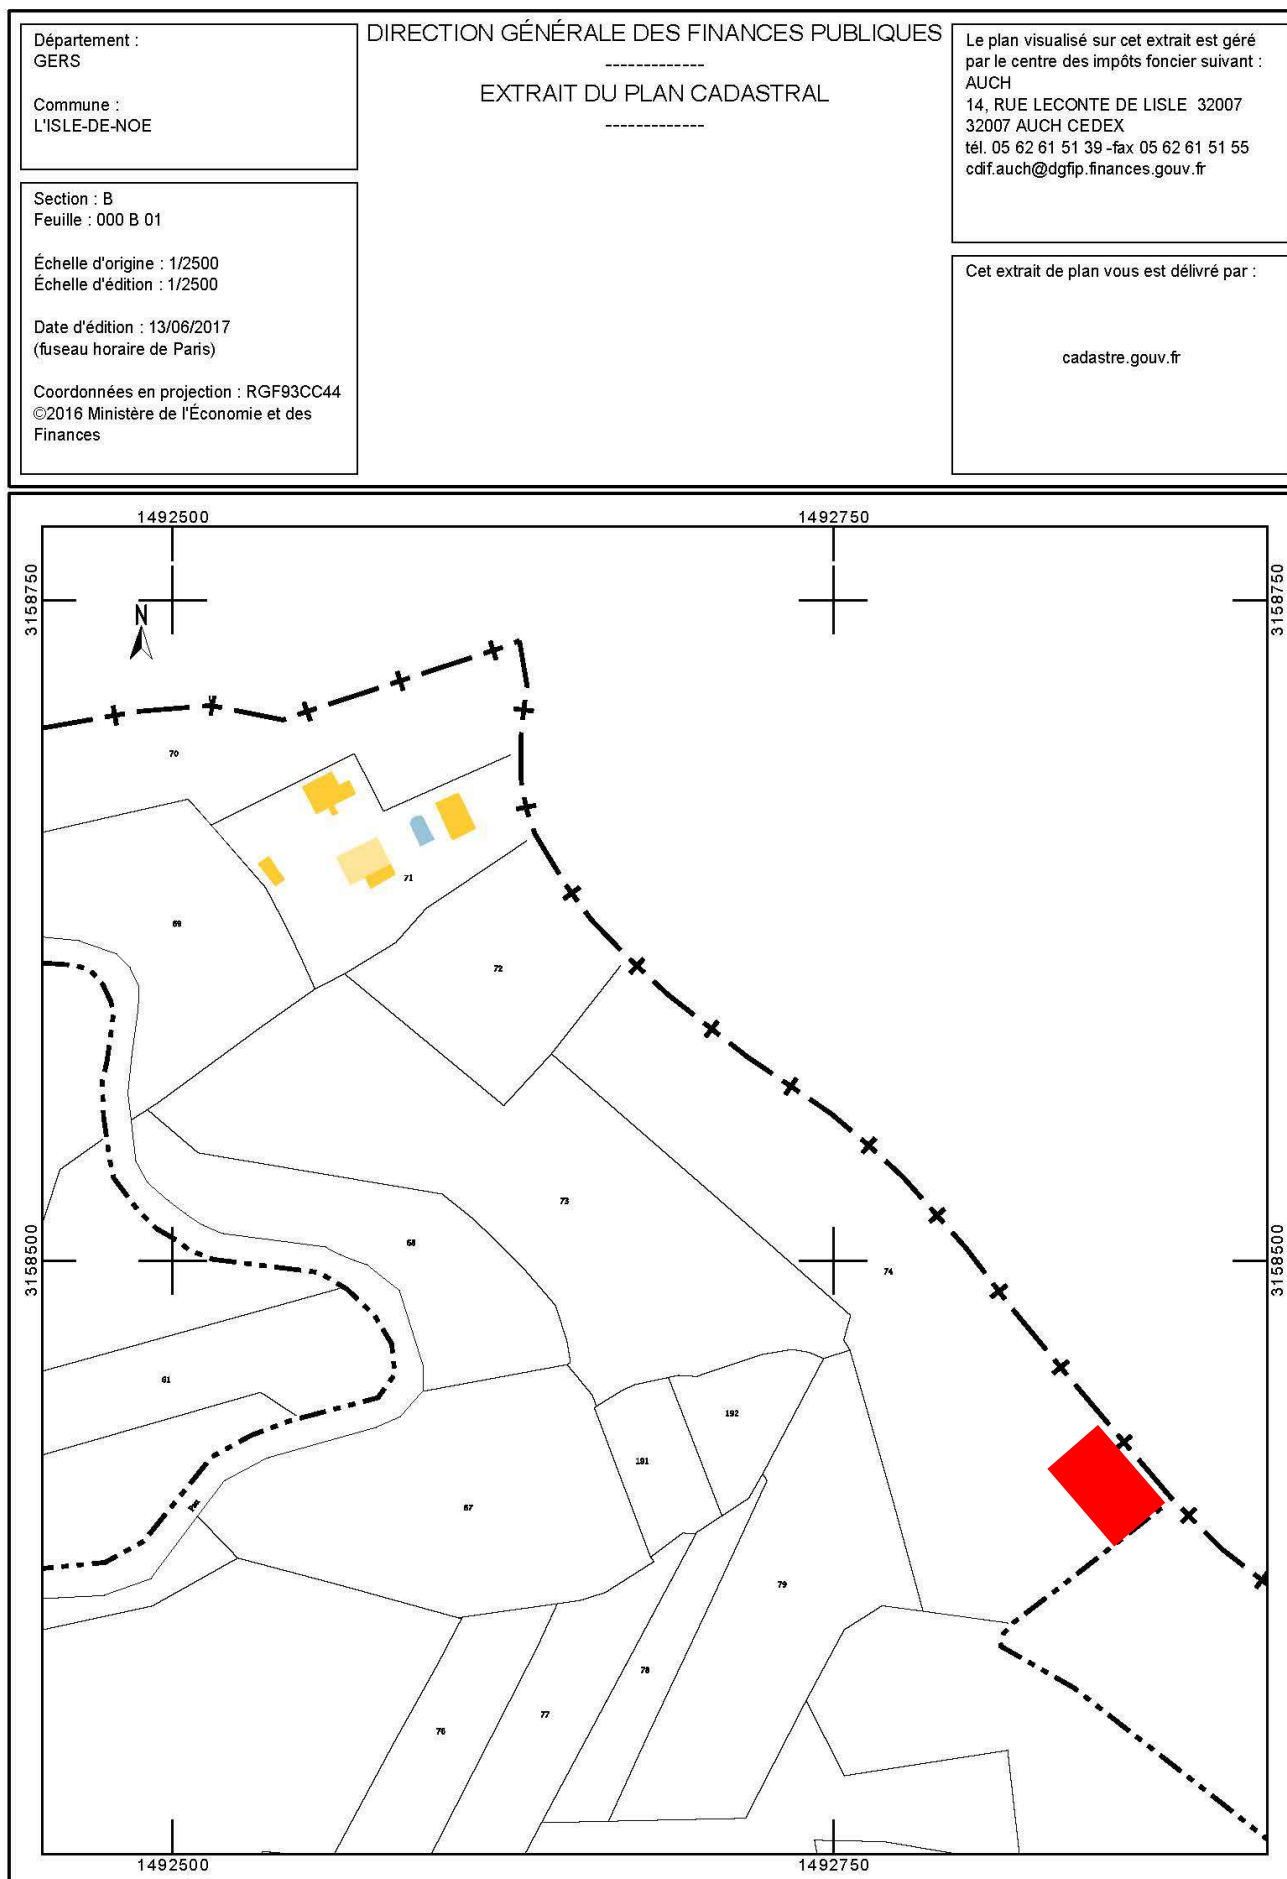 Département :
GERS
Commune :
L'ISLE-DE-NOE
Section : B
Feuille : 000 B 01
Échelle d'origine : 1/2500
Échelle d'édition : 1/2500
Date d'édition : 13/06/2017
(fuseau horaire de Paris)
Coordonnées en projection : RGF93CC44
©2016 Ministère de l'Économie et des
Finances
DIRECTION GÉNÉRALE DES FINANCES PUBLIQUES
-------------
EXTRAIT DU PLAN CADASTRAL
-------------
Le plan visualisé sur cet extrait est géré
par le centre des impôts foncier suivant :
AUCH
14, RUE LECONTE DE LISLE 32007
32007 AUCH CEDEX
tél. 05 62 61 51 39 -fax 05 62 61 51 55
cdif.auch@dgfip.finances.gouv.fr
Cet extrait de plan vous est délivré par :
cadastre.gouv.fr
1492500
1492750
3158750
3158750
N
70
71
69
72
73
68
3158500
3158500
74
61
192
191
67
79
78
77
76
1492500
1492750